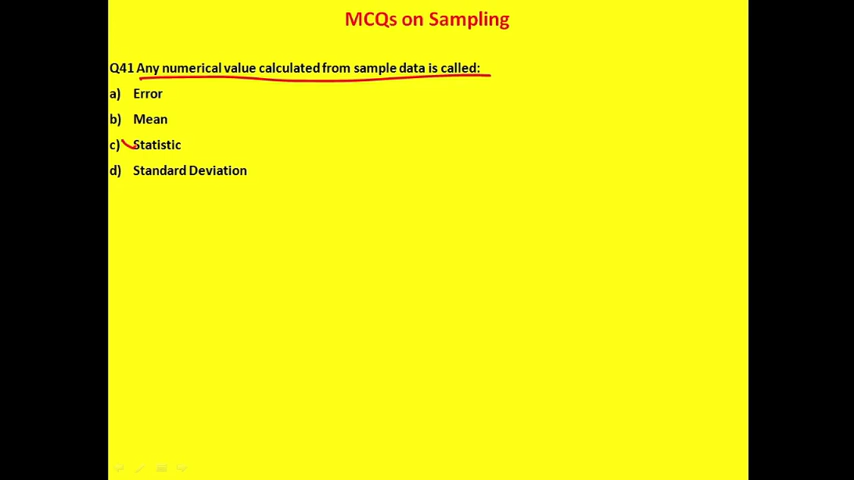 MCQs on Sampling
Q41 Any numerical value calculated from sample data is called:
a) Error
b) Mean
c) Statistic
d) Standard Deviation